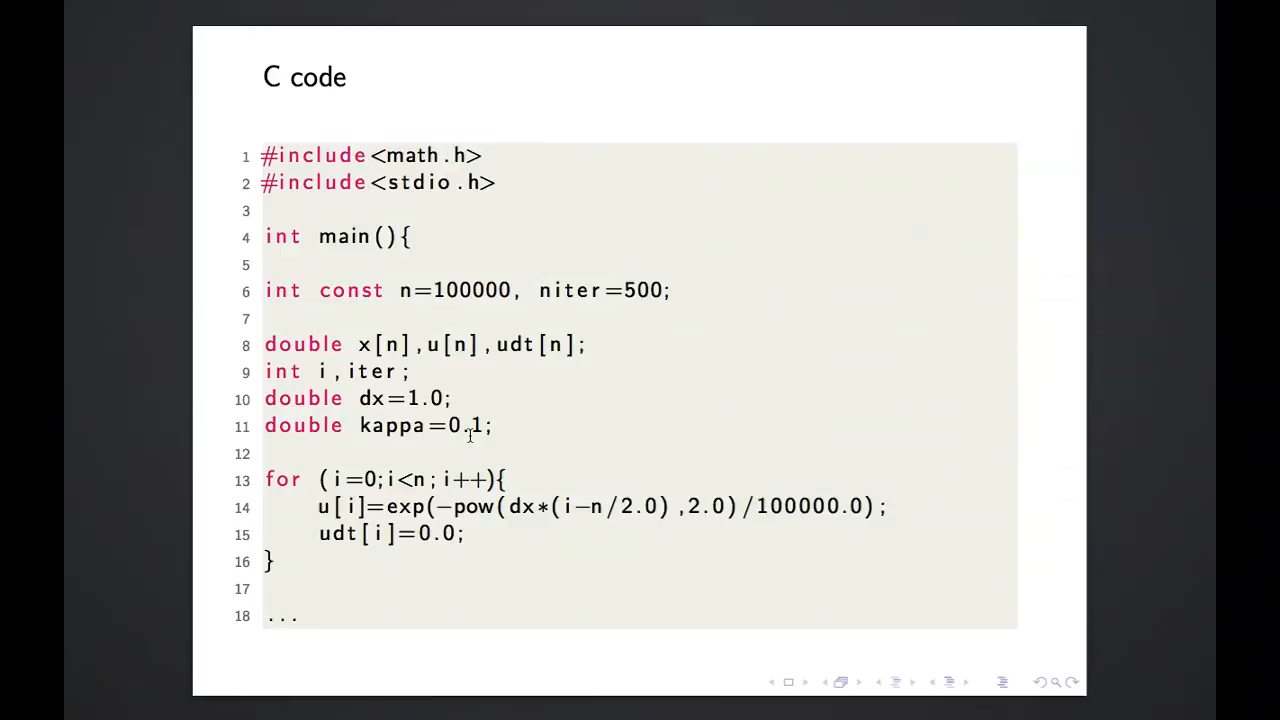 C code
1 #include<math.h>
2 #include<stdio.h>
3
4 int main(){
5
6 int const n=100000, niter=500;
7
8 double x[n],u[n],udt[n];
9 int i,iter;
10 double dx=1.0;
11 double kappa=0.1;
12
13 for (i=0;i<n;i++){
14 u[i]=exp(-pow(dx*(i-n/2.0),2.0)/100000.0);
15 udt[i]=0.0;
16 }
17
18 ...